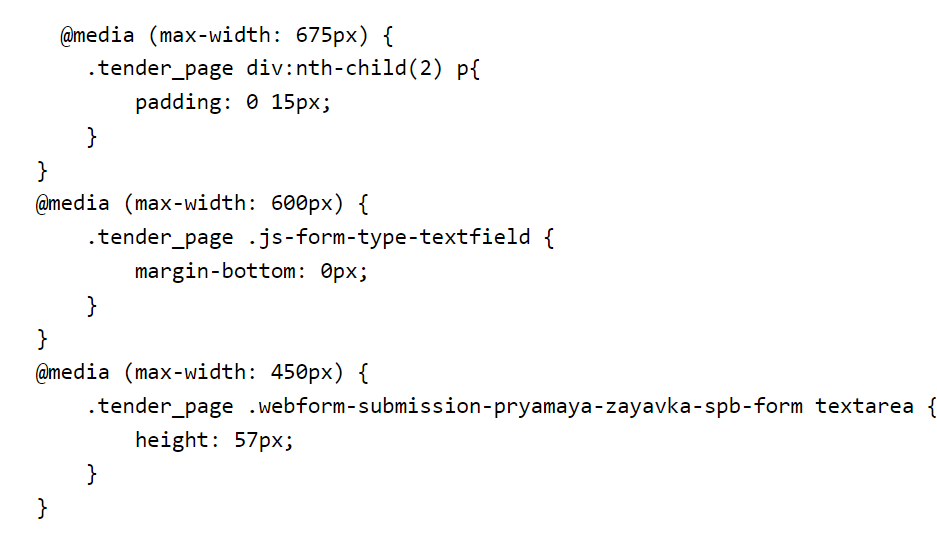 @media (max-width: 675px) {
.tender_page div:nth-child(2) p{
padding: 0 15px;
}
}
@media (max-width: 600px) {
.tender_page .js-form-type-textfield {
margin-bottom: 0px;
}
}
@media (max-width: 450px) {
.tender_page .webform-submission-pryamaya-zayavka-spb-form textarea {
height: 57px;
}
}